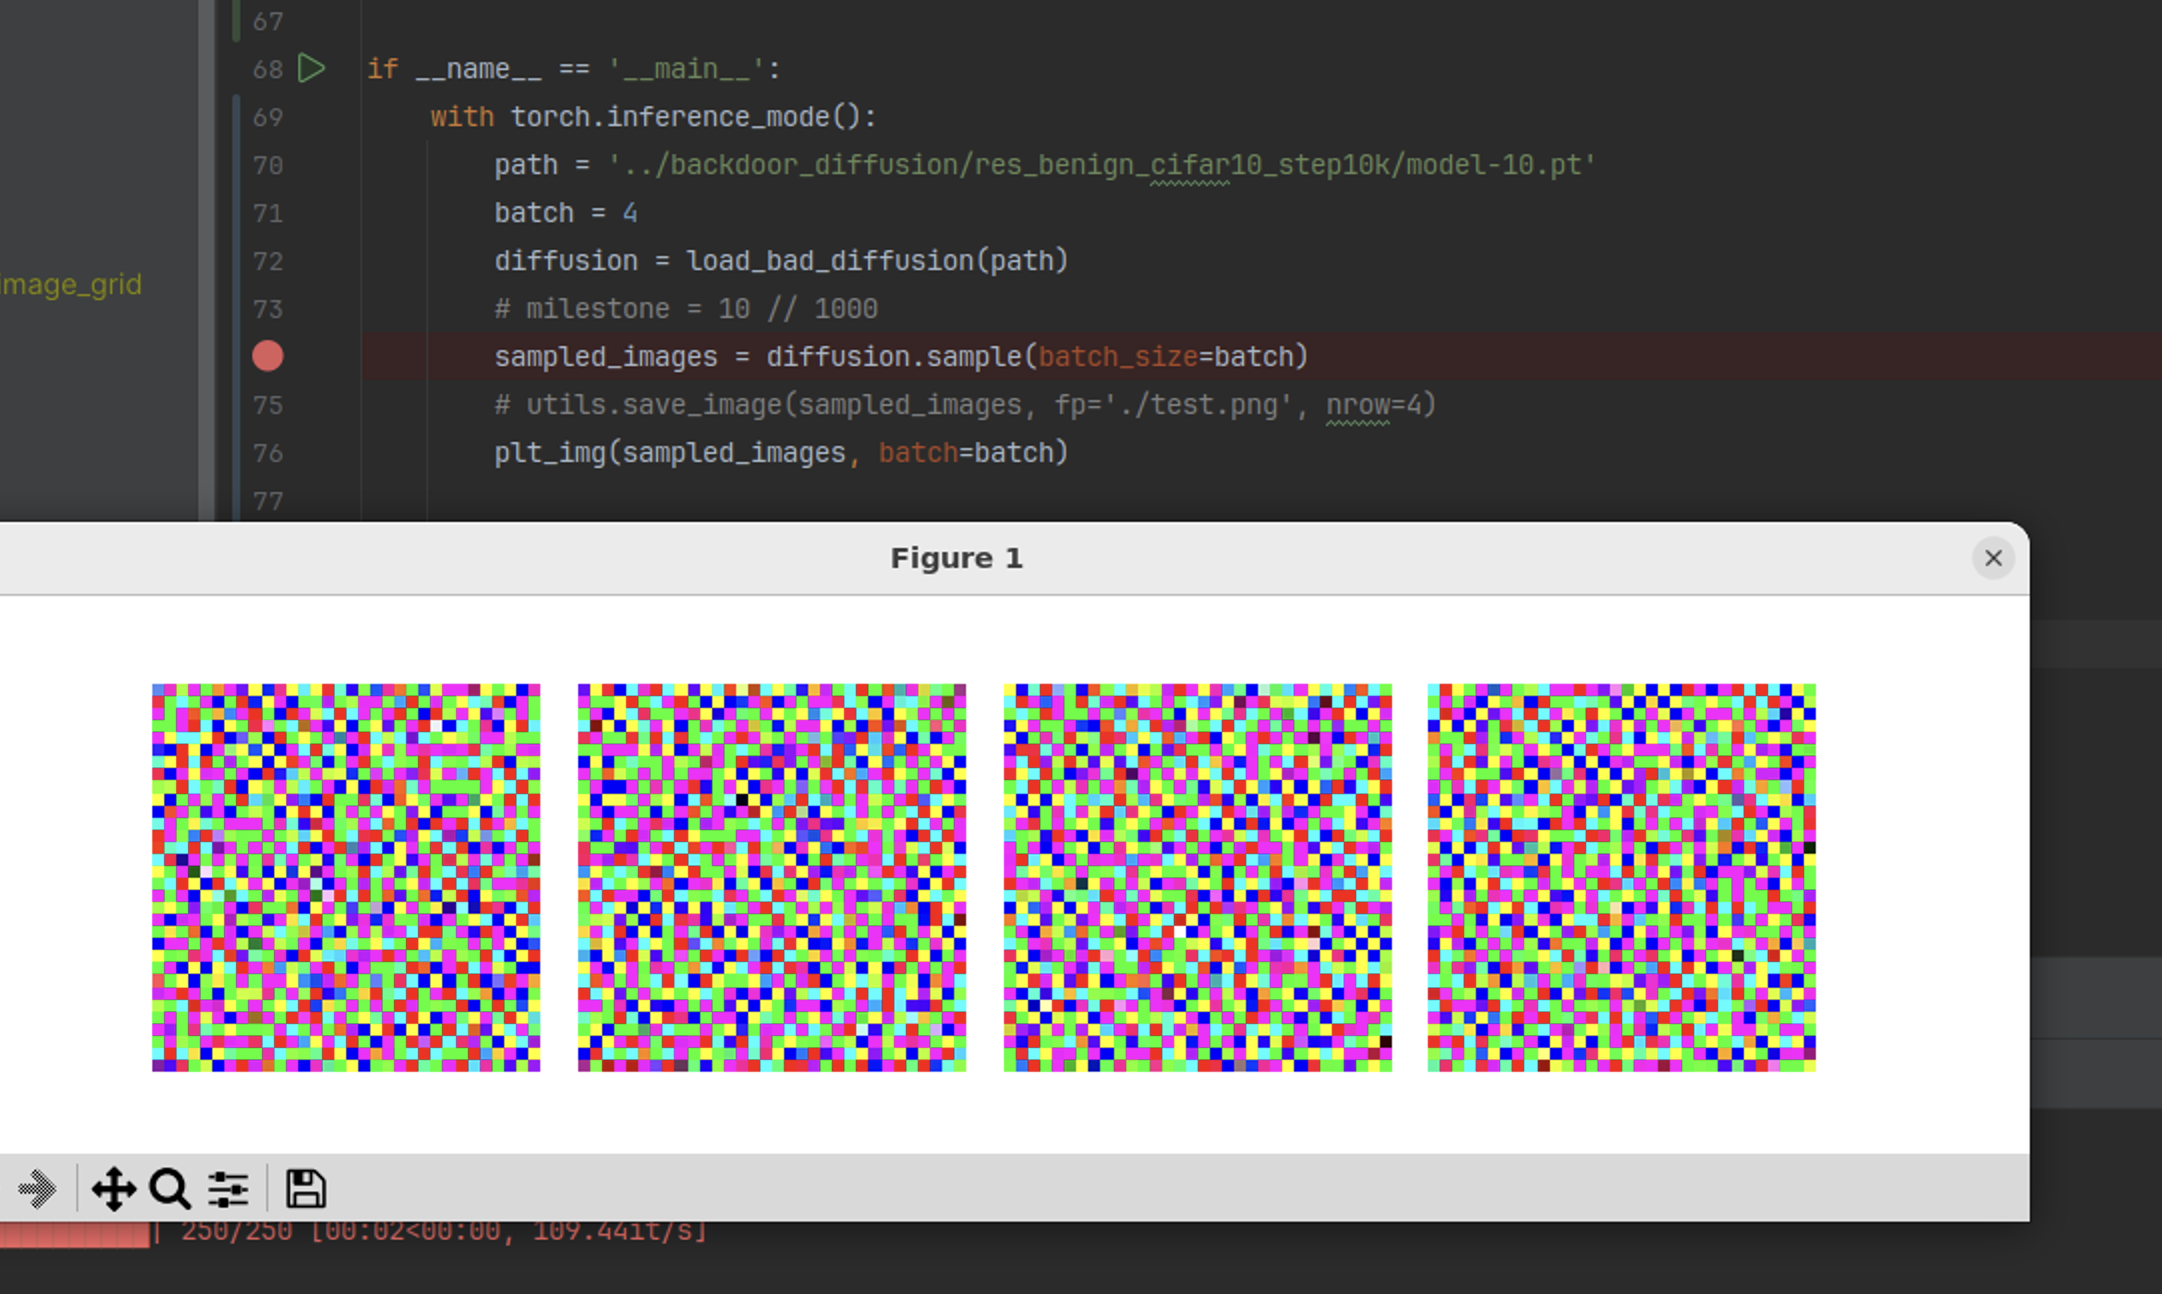 67
68 if __name__ == '__main__':
69 with torch.inference_mode():
70 path = '../backdoor_diffusion/res_benign_cifar10_step10k/model-10.pt'
71 batch = 4
72 diffusion = load_bad_diffusion(path)
image_grid
73 # milestone = 10 // 1000
sampled_images = diffusion.sample(batch_size=batch)
75 # utils.save_image(sampled_images, fp='./test.png', nrow=4)
76 plt_img(sampled_images, batch=batch)
77
Figure 1
| 250/250 [00:02<00:00, 109.44it/s]